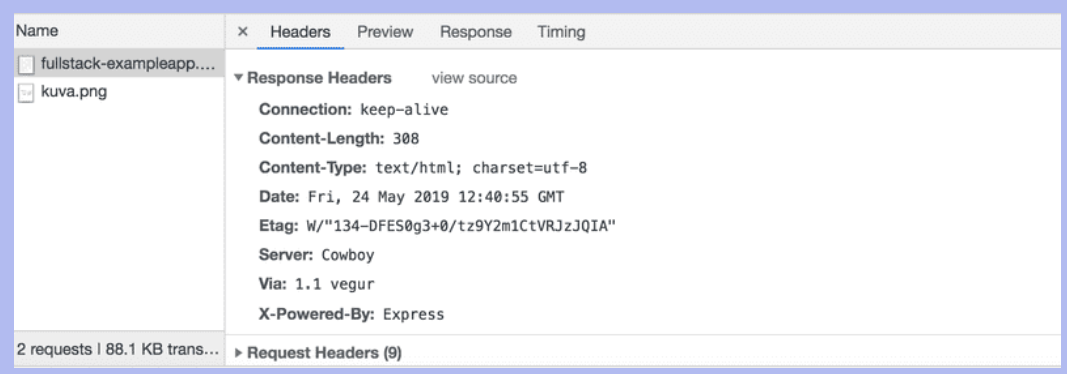 Name
× Headers Preview Response Timing
fullstack-exampleapp....
kuva.png
Response Headers view source
Connection: keep-alive
Content-Length: 308
Content-Type: text/html; charset=utf-8
Date: Fri, 24 May 2019 12:40:55 GMT
Etag: W/"134-DFES0g3+0/tz9Y2m1CtVRJzJQIA"
Server: Cowboy
Via: 1.1 vegur
X-Powered-By: Express
2 requests | 88.1 KB trans...
Request Headers (9)